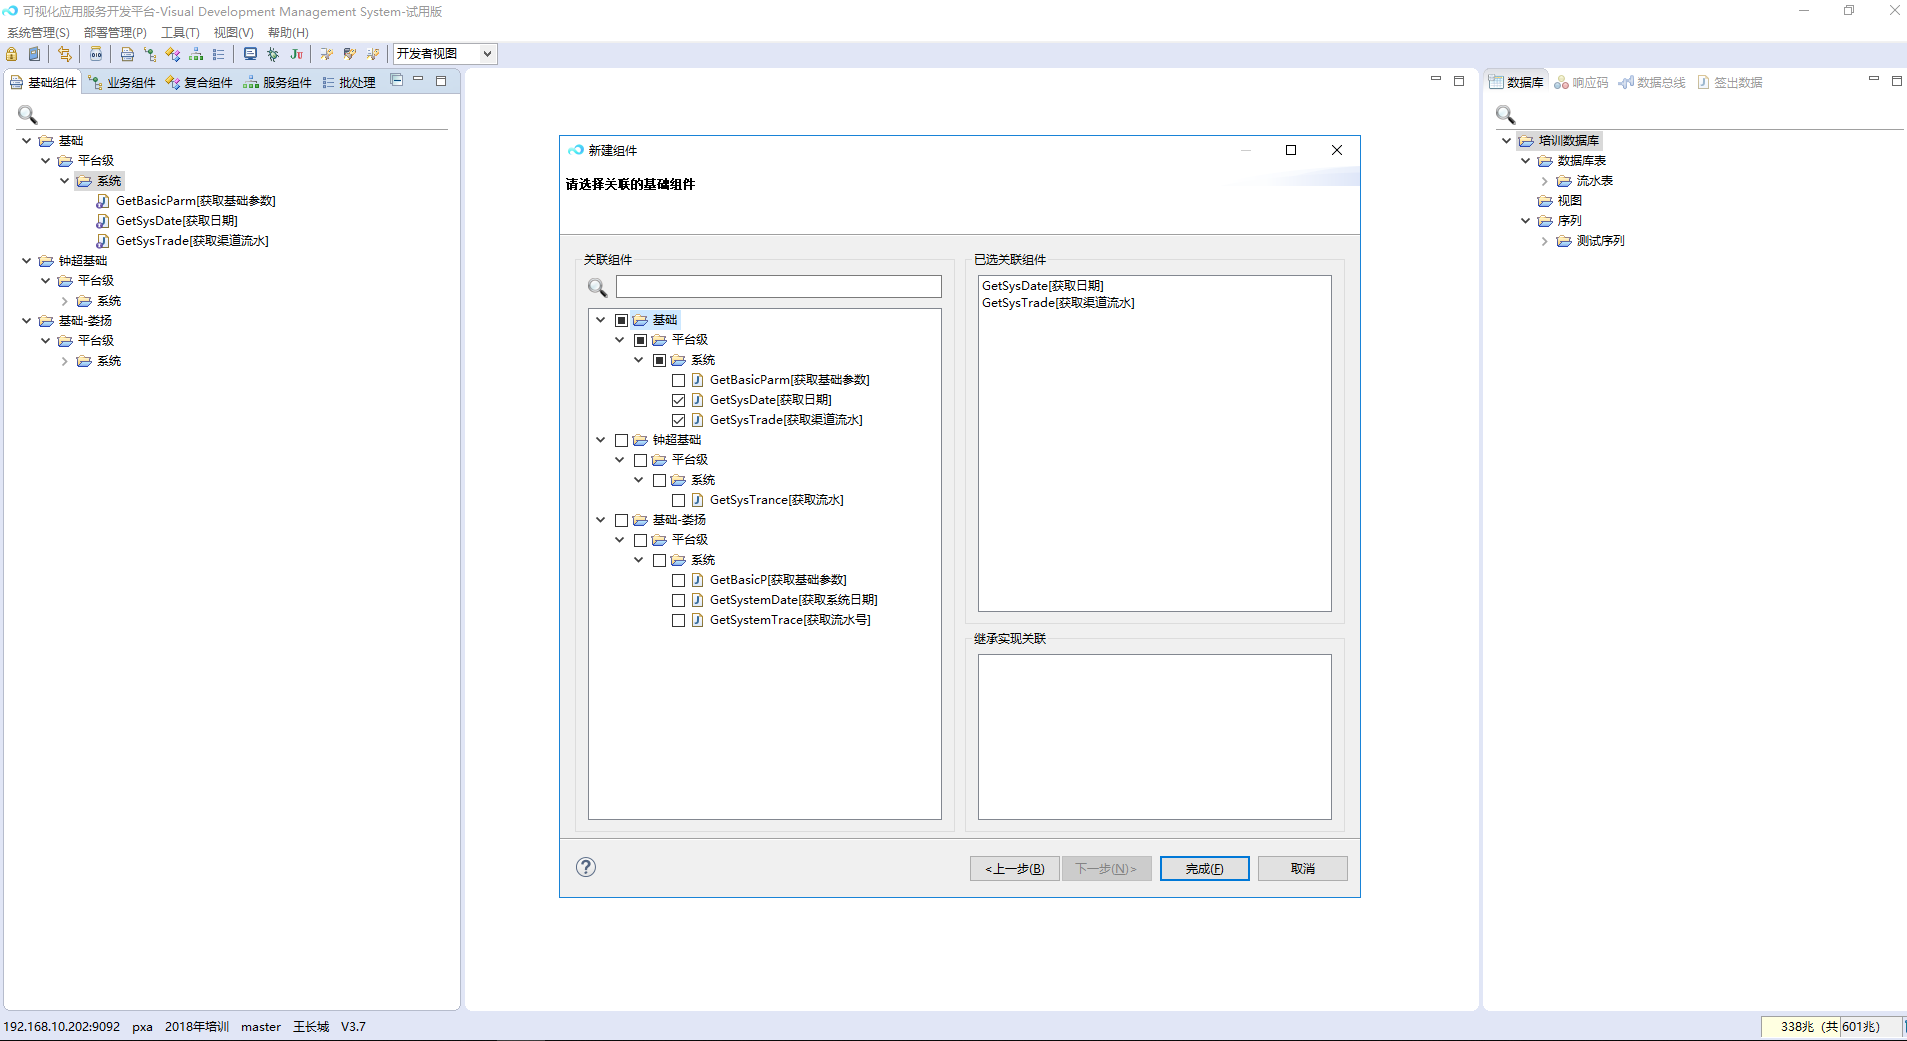 可视化应用服务开发平台-Visual Development Management System-试用版
系统管理(S) 部署管理(P) 工具(T) 视图(V) 帮助(H)
开发者视图
基础组件 业务组件 复合组件 服务组件 批处理
基础
平台级
系统
GetBasicParm[获取基础参数]
GetSysDate[获取日期]
GetSysTrade[获取渠道流水]
钟超基础
平台级
系统
基础-娄扬
平台级
系统
新建组件
请选择关联的基础组件
关联组件
基础
平台级
系统
GetBasicParm[获取基础参数]
GetSysDate[获取日期]
GetSysTrade[获取渠道流水]
钟超基础
平台级
系统
GetSysTrance[获取流水]
基础-娄扬
平台级
系统
GetBasicP[获取基础参数]
GetSystemDate[获取系统日期]
GetSystemTrace[获取流水号]
已选关联组件
GetSysDate[获取日期]
GetSysTrade[获取渠道流水]
继承实现关联
<上一步(B) 下一步(N)> 完成(F) 取消
数据库 响应码 数据总线 签出数据
培训数据库
数据库表
流水表
视图
序列
测试序列
192.168.10.202:9092 pxa 2018年培训 master 王长城 V3.7
338兆 (共 601兆)